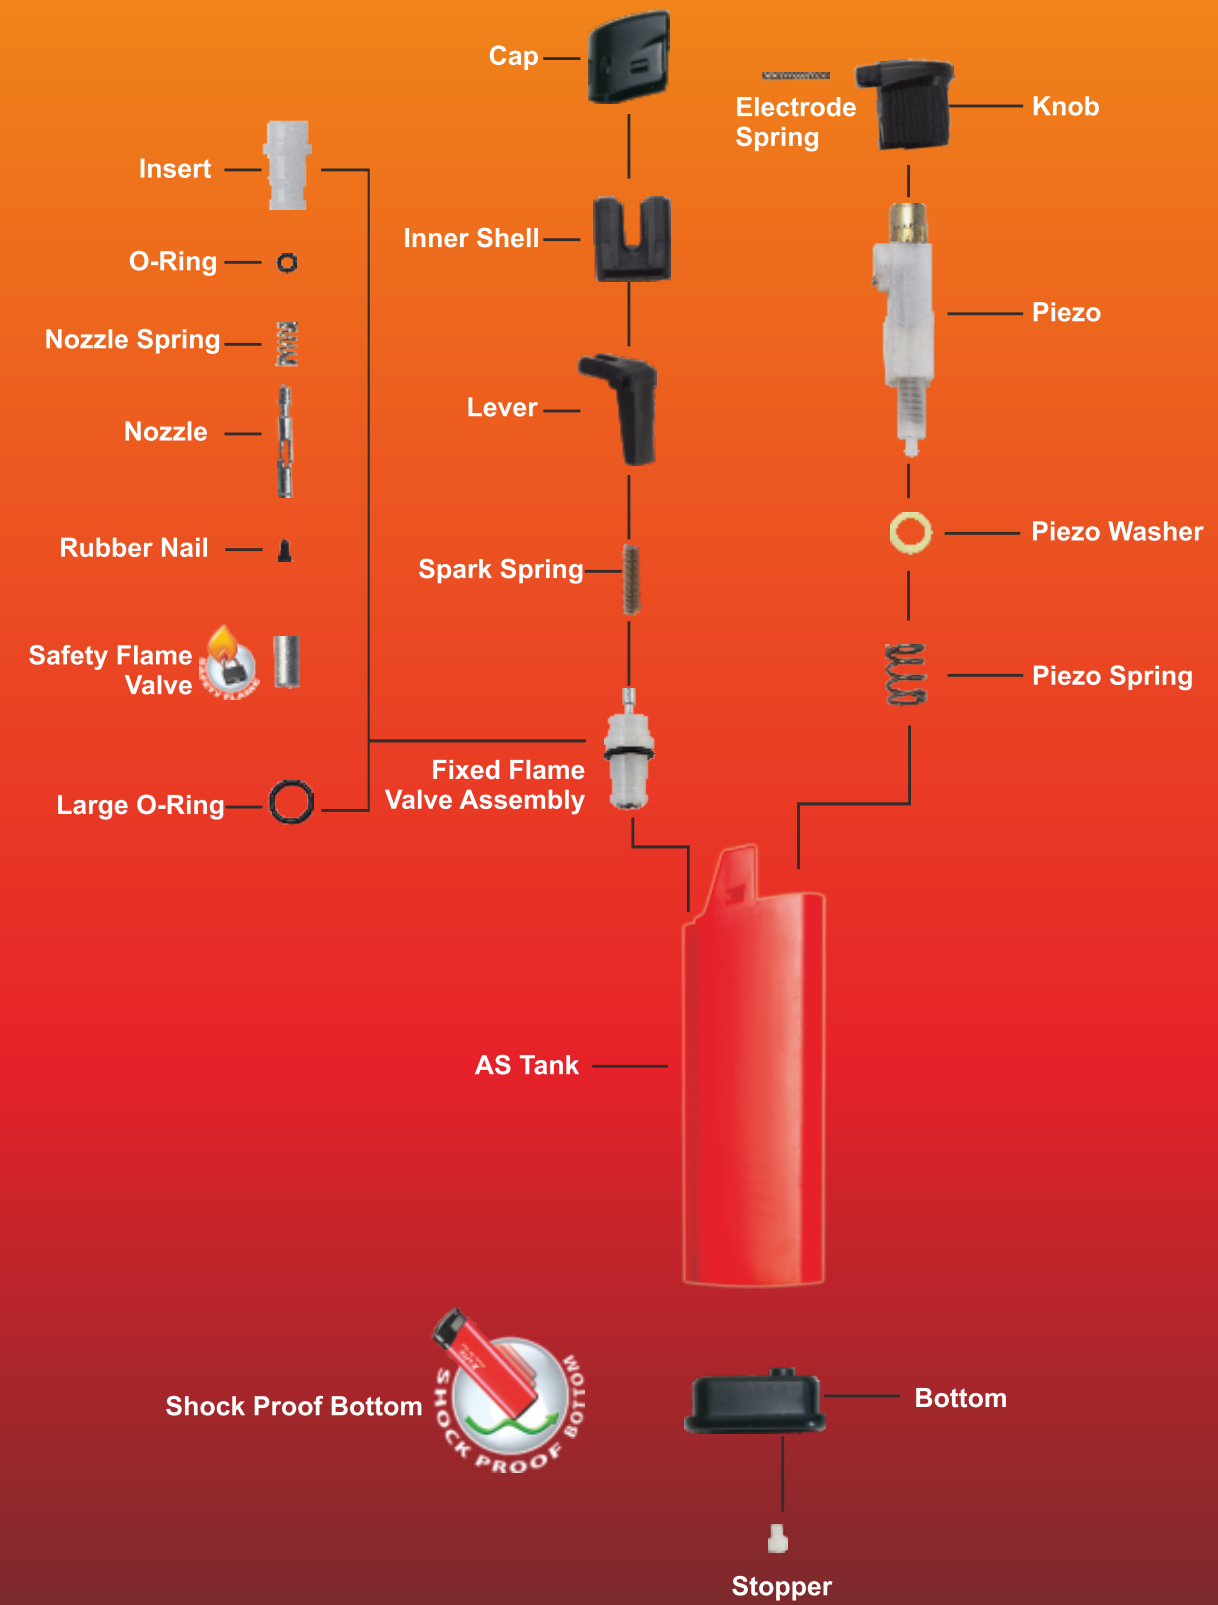 Cap
Electrode
Spring
Knob
Insert
Inner Shell
O-Ring
Piezo
Nozzle Spring
Lever
Nozzle
Piezo Washer
Rubber Nail
Spark Spring
Safety Flame
Valve
SAFETY FLAME
Piezo Spring
Fixed Flame
Valve Assembly
Large O-Ring
AS Tank
Shock Proof Bottom
SHOCK PROOF BOTTOM
Bottom
Stopper